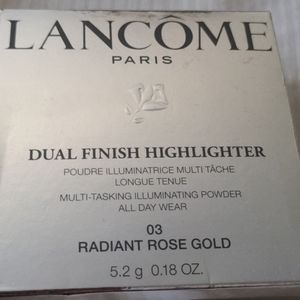 LANCÔME
PARIS
DUAL FINISH HIGHLIGHTER
POUDRE ILLUMINATRICE MULTI TÂCHE
LONGUE TENUE
MULTI-TASKING ILLUMINATING POWDER
ALL DAY WEAR
03
RADIANT ROSE GOLD
5.2 g 0.18 OZ.